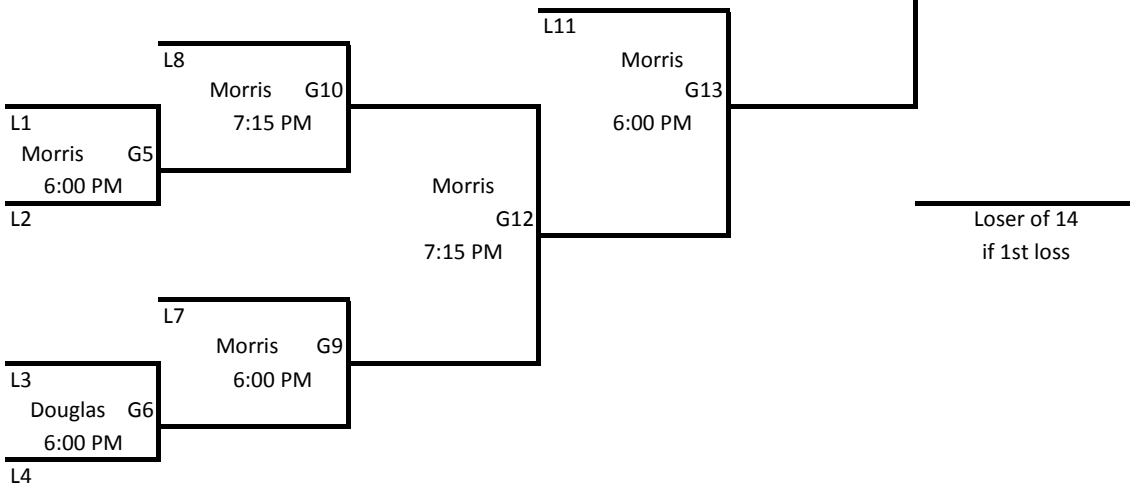 L11
L8
Morris
Morris G10
G13
L1
7:15 PM
6:00 PM
Morris G5
6:00 PM
Morris
L2
G12
Loser of 14
7:15 PM
if 1st loss
L7
Morris G9
L3
6:00 PM
Douglas G6
6:00 PM
L4